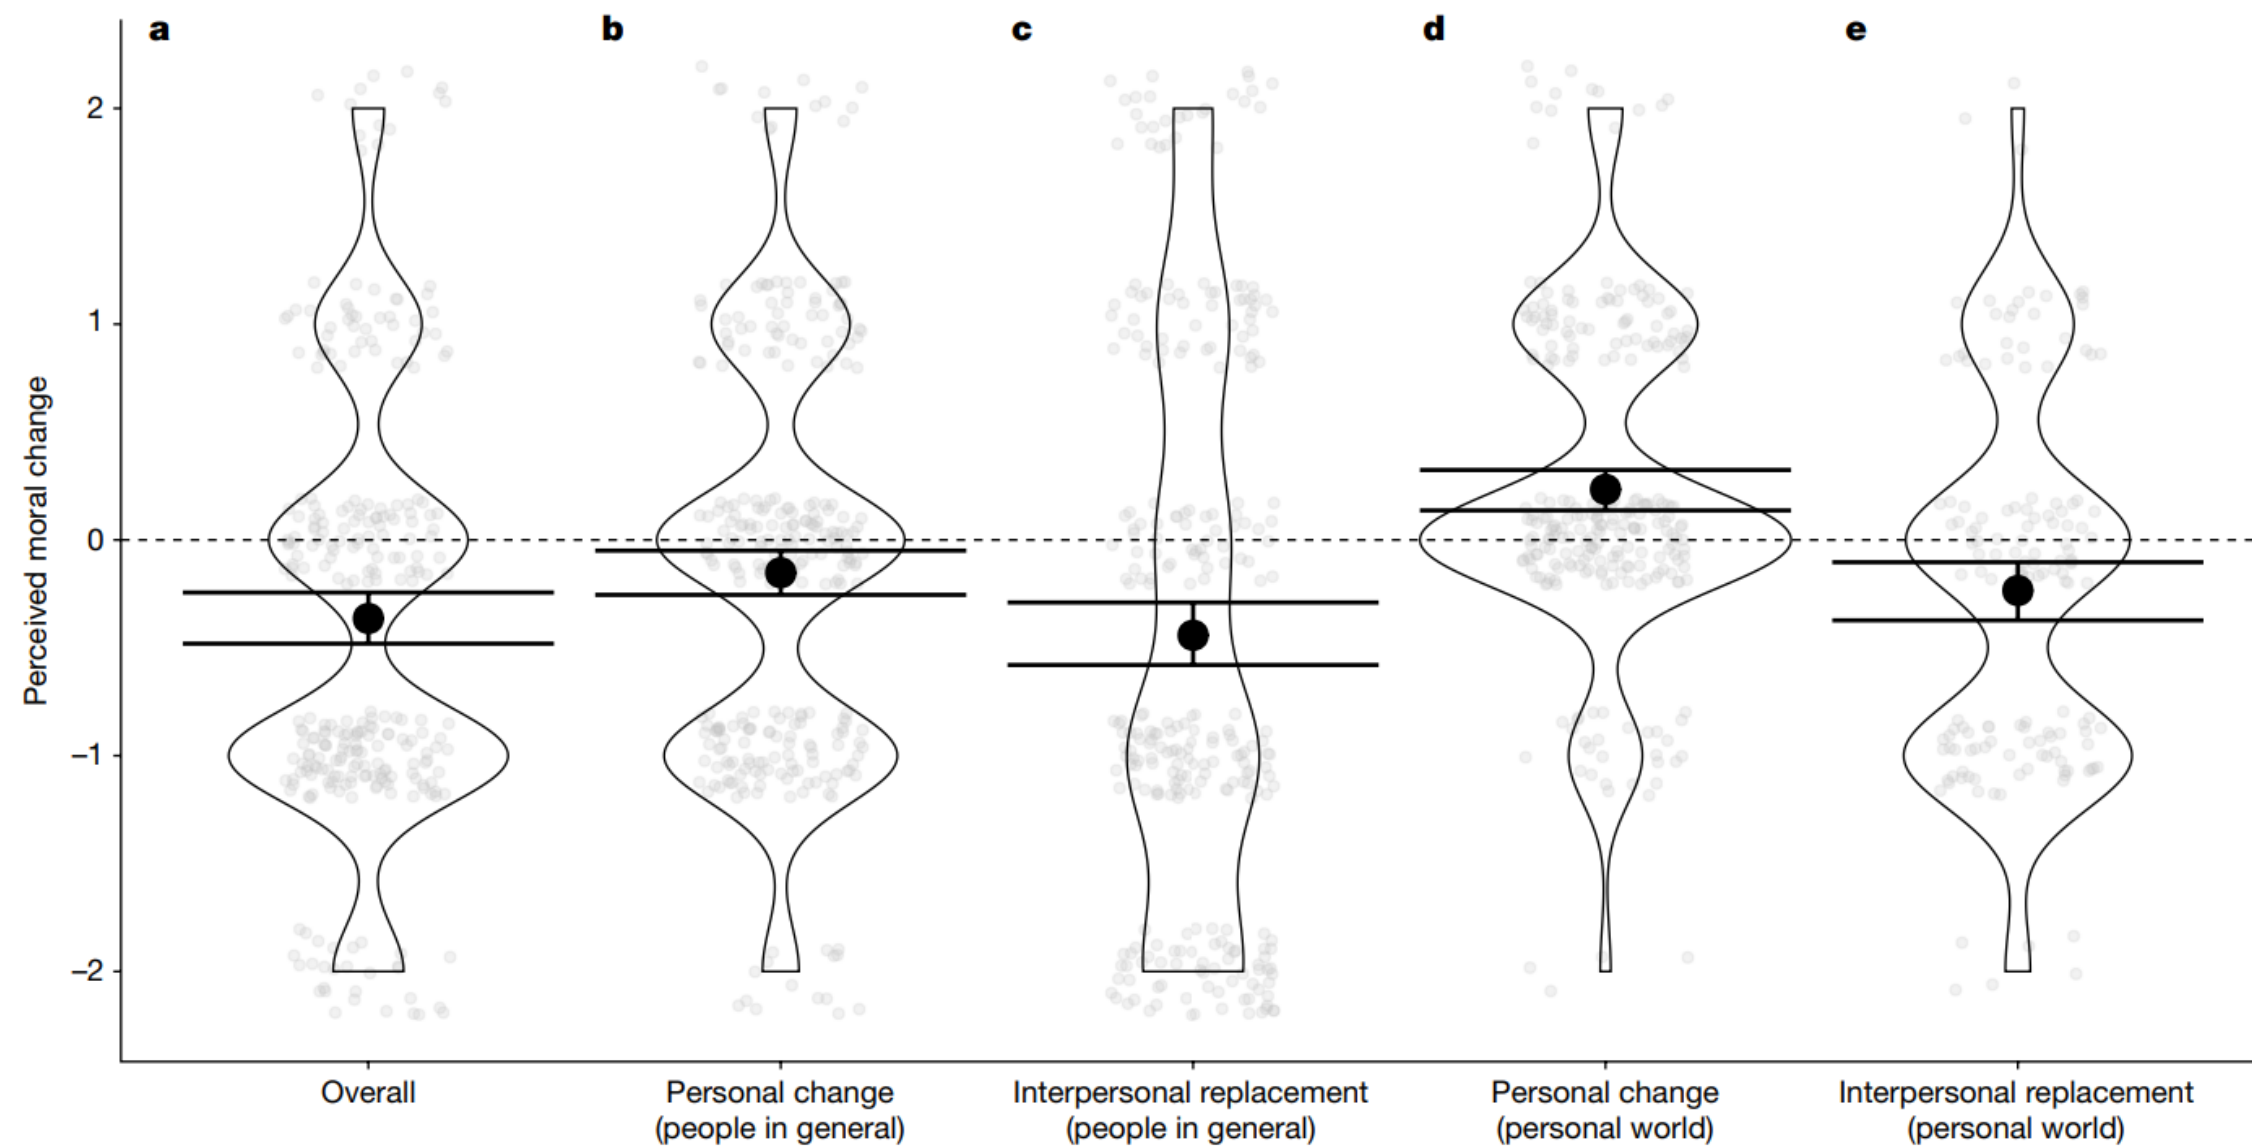 a b c d e
2
1
0
−1
−2
Perceived moral change
Overall
Personal change
(people in general)
Interpersonal replacement
(people in general)
Personal change
(personal world)
Interpersonal replacement
(personal world)